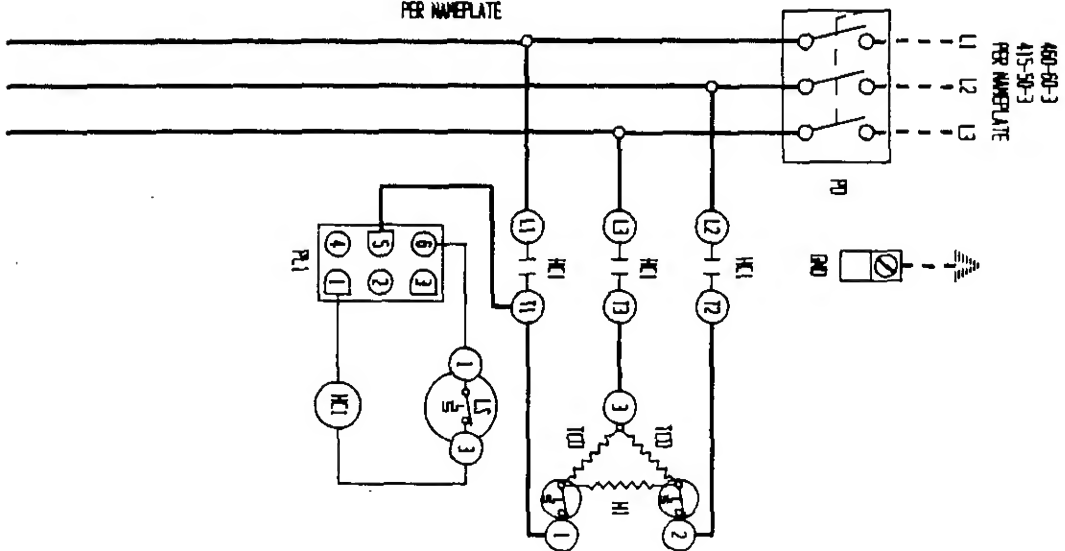 PER NAMEPLATE
460-60-3
415-50-3
PER NAMEPLATE
L1
L2
L3
PD
GND
L1
HC1
T1
L3
HC1
T3
L2
HC1
T2
PL1
4
5
6
1
2
3
1
LS
3
HC1
3
TCO
TCO
H1
1
2